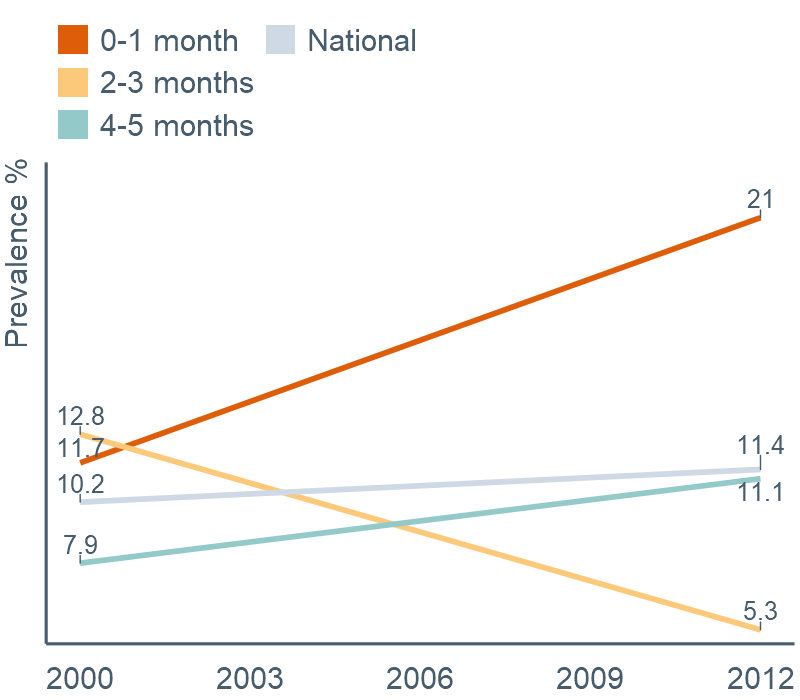 0-1 month National
2-3 months
4-5 months
Prevalence %
21
12.8
11.7
11.4
10.2
11.1
7.9
5.3
2000 2003 2006 2009 2012